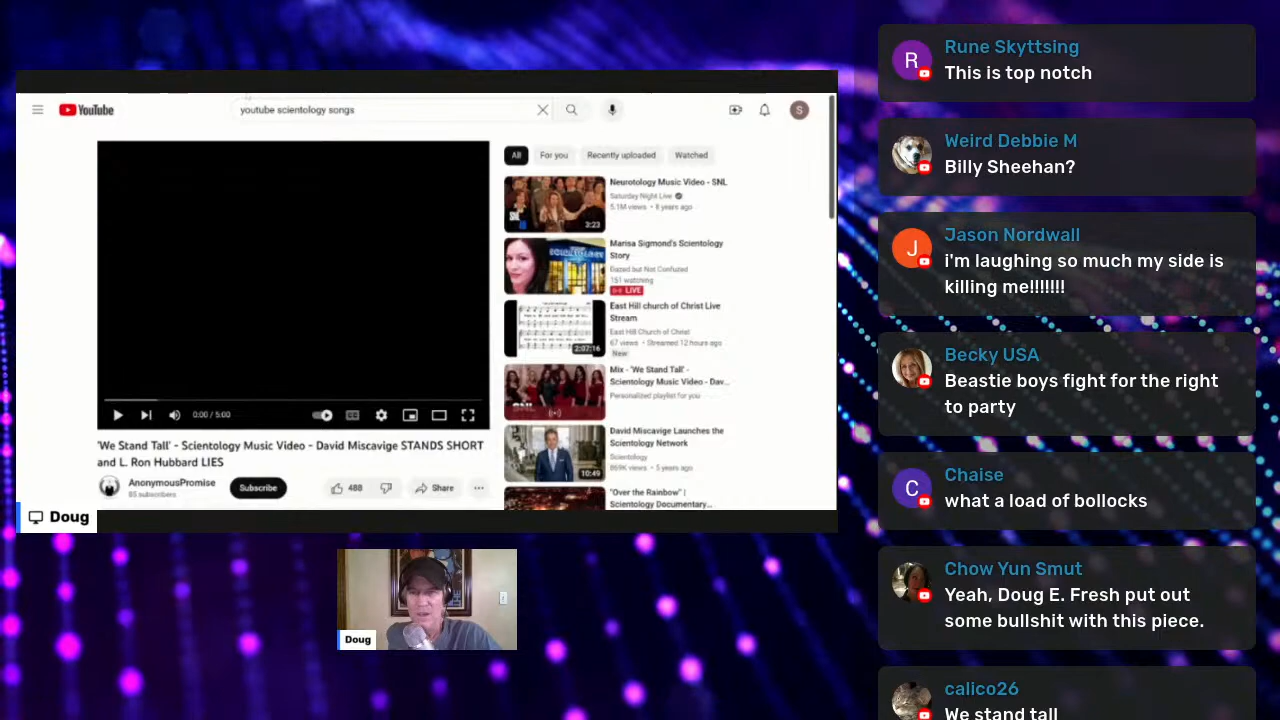 YouTube
youtube scientology songs
S
All
For you
Recently uploaded
Watched
Neurotology Music Video - SNL
Saturday Night Live
5.1M views • 8 years ago
SNL
3:23
Marisa Sigmond's Scientology
Story
Dazed but Not Confused
151 watching
LIVE
East Hill church of Christ Live
Stream
East Hill Church of Christ
67 views • Streamed 12 hours ago
New
2:07:16
Mix - 'We Stand Tall' -
Scientology Music Video - Dav...
Personalized playlist for you
SNL
David Miscavige Launches the
Scientology Network
Scientology
869K views • 5 years ago
10:49
"Over the Rainbow" |
Scientology Documentary...
0:00 / 5:00
'We Stand Tall' - Scientology Music Video - David Miscavige STANDS SHORT
and L. Ron Hubbard LIES
AnonymousPromise
85 subscribers
Subscribe
488
Share
Doug
Doug
R
Rune Skyttsing
This is top notch
Weird Debbie M
Billy Sheehan?
J
Jason Nordwall
i'm laughing so much my side is
killing me!!!!!!!
Becky USA
Beastie boys fight for the right
to party
C
Chaise
what a load of bollocks
Chow Yun Smut
Yeah, Doug E. Fresh put out
some bullshit with this piece.
calico26
We stand tall